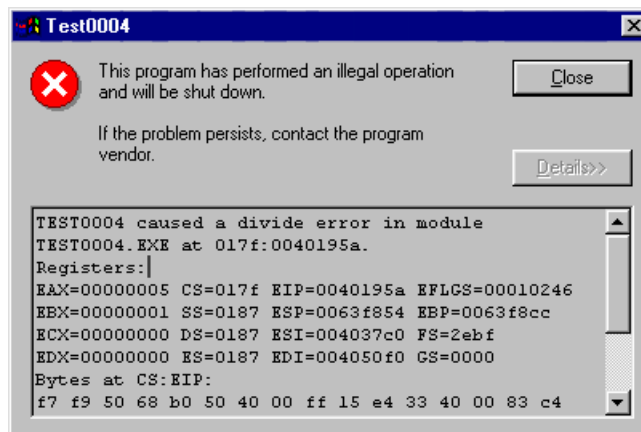 Test0004
This program has performed an illegal operation
and will be shut down.
If the problem persists, contact the program
vendor.
Close
Details>>
TEST0004 caused a divide error in module
TEST0004.EXE at 017f:0040195a.
Registers:
EAX=00000005 CS=017f EIP=0040195a EFLGS=00010246
EBX=00000001 SS=0187 ESP=0063f854 EBP=0063f8cc
ECX=00000000 DS=0187 ESI=004037c0 FS=2ebf
EDX=00000000 ES=0187 EDI=004050f0 GS=0000
Bytes at CS:EIP:
f7 f9 50 68 b0 50 40 00 ff 15 e4 33 40 00 83 c4